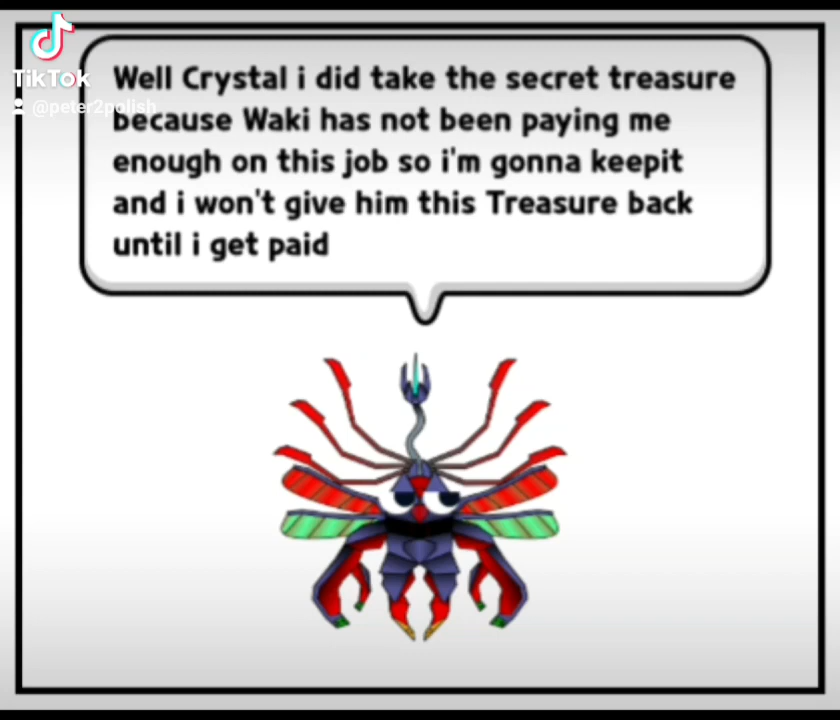 TikTok
@peter2polish
Well Crystal i did take the secret treasure
because Waki has not been paying me
enough on this job so i'm gonna keepit
and i won't give him this Treasure back
until i get paid